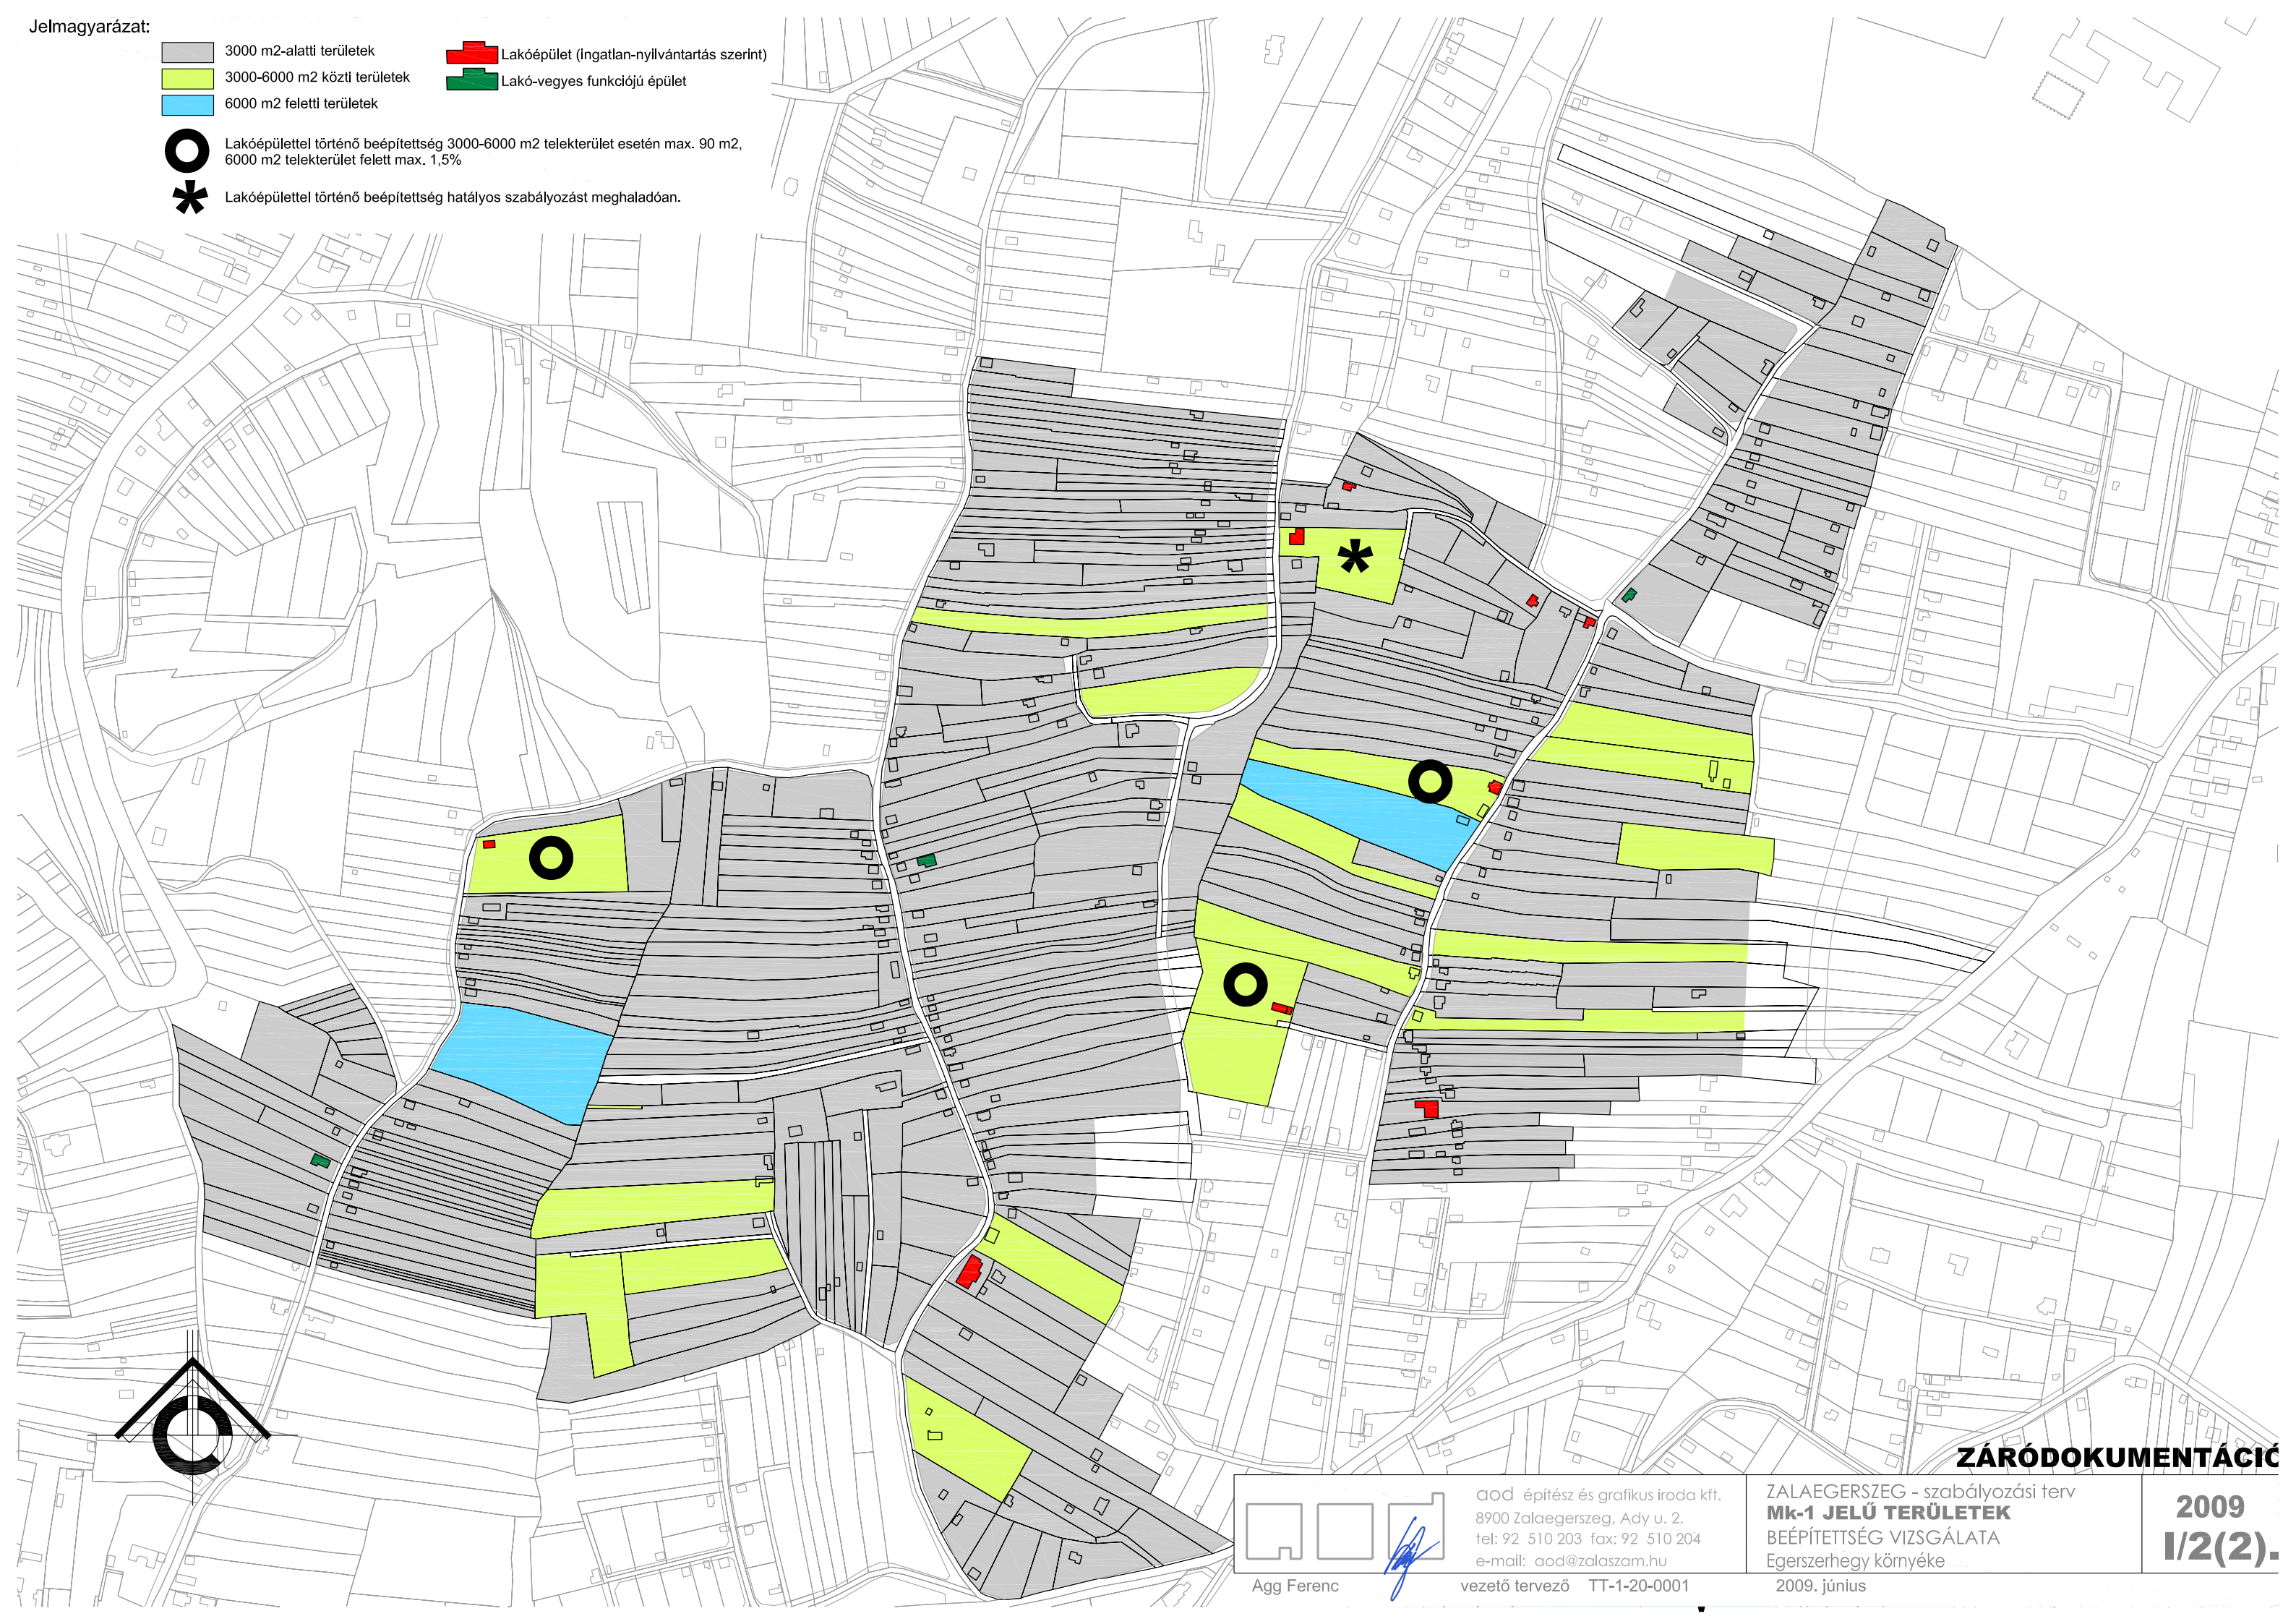 Jelmagyarázat:
3000 m2-alatti területek
3000-6000 m2 közti területek
6000 m2 feletti területek
Lakóépület (ingatlan-nyilvántartás szerint)
Lakó-vegyes funkciójú épület
Lakóépülettel történő beépítettség 3000-6000 m2 telekterület esetén max. 90 m2,
6000 m2 telekterület felett max. 1,5%
Lakóépülettel történő beépítettség hatályos szabályozást meghaladóan.
ZÁRÓDOKUMENTÁCIÓ
aod építész és grafikus iroda kft.
8900 Zalaegerszeg, Ady u. 2.
tel: 92 510 203 fax: 92 510 204
e-mail: aod@zalaszam.hu
ZALAEGERSZEG - szabályozási terv
Mk-1 JELŰ TERÜLETEK
BEÉPÍTETTSÉG VIZSGÁLATA
Egerszerhegy környéke
2009
I/2(2).
Agg Ferenc
vezető tervező TT-1-20-0001
2009. június